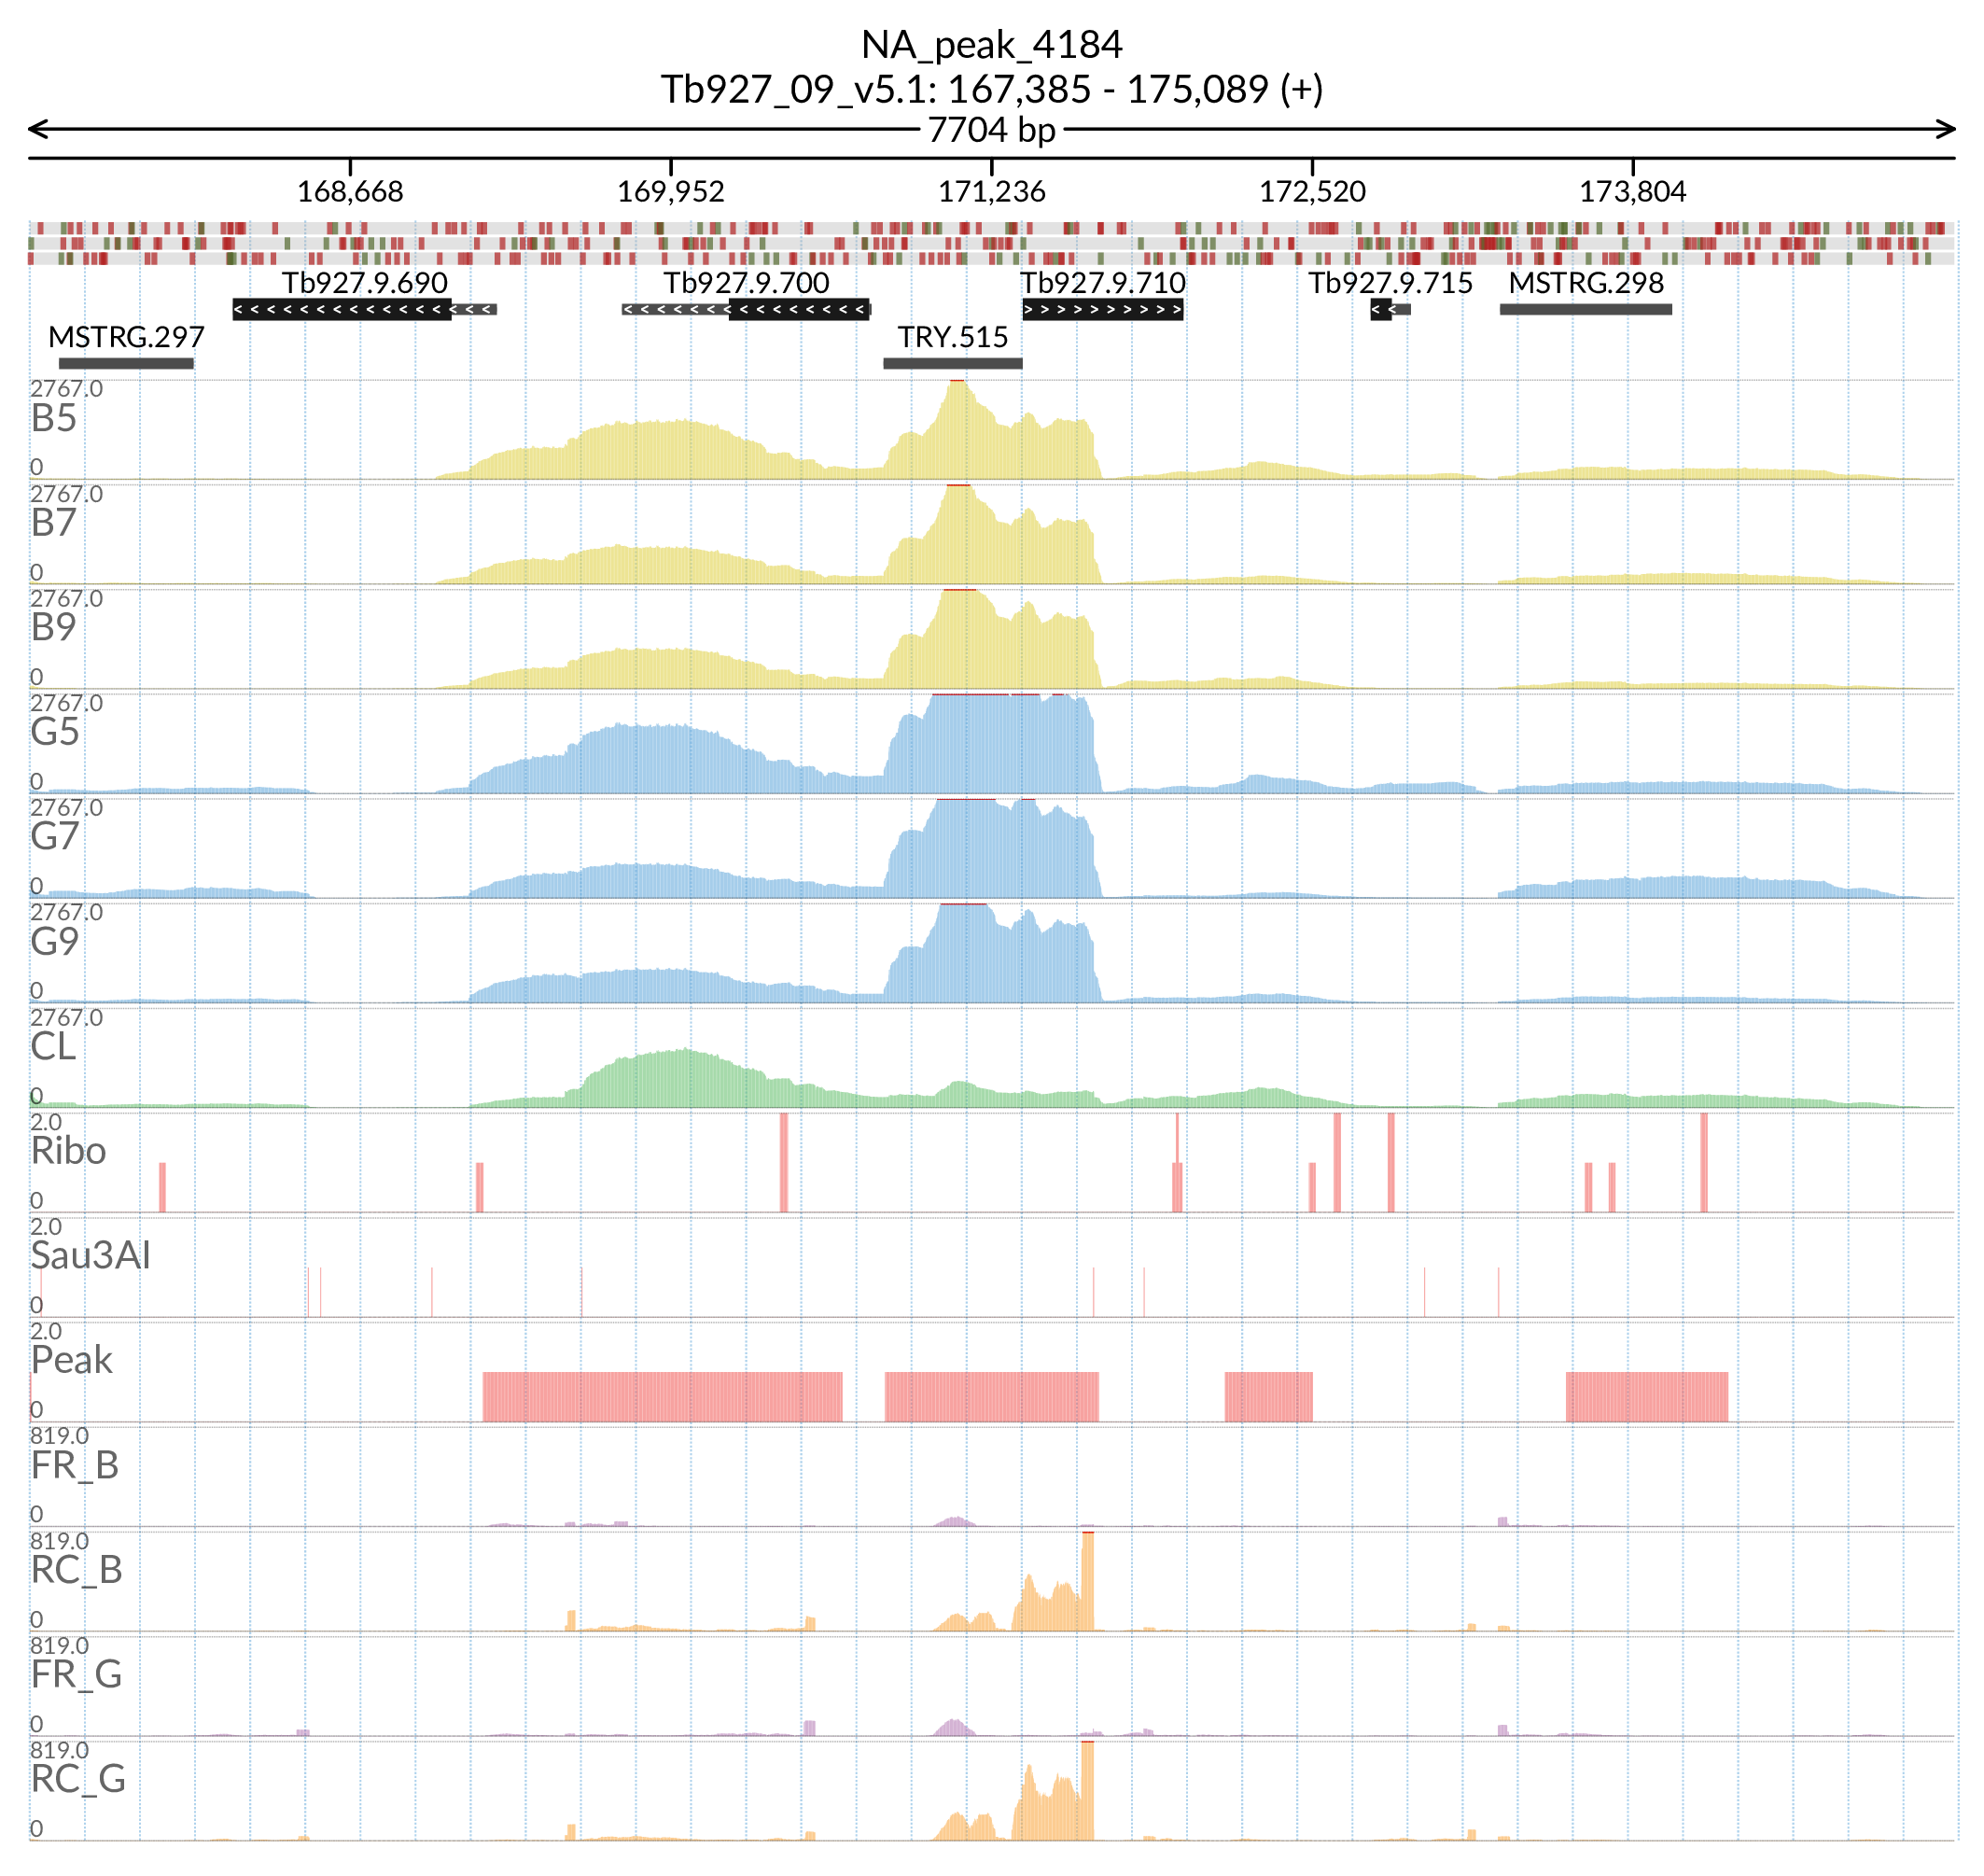 NA_peak_4184
Tb927_09_v5.1: 167,385 - 175,089 (+)
7704 bp
168,668 169,952 171,236 172,520 173,804
Tb927.9.690 Tb927.9.700 Tb927.9.710 Tb927.9.715 MSTRG.298
MSTRG.297 TRY.515
2767.0
B5
0
2767.0
B7
0
2767.0
B9
0
2767.0
G5
0
2767.0
G7
0
2767.0
G9
0
2767.0
CL
0
2.0
Ribo
0
2.0
Sau3AI
0
2.0
Peak
0
819.0
FR_B
0
819.0
RC_B
0
819.0
FR_G
0
819.0
RC_G
0